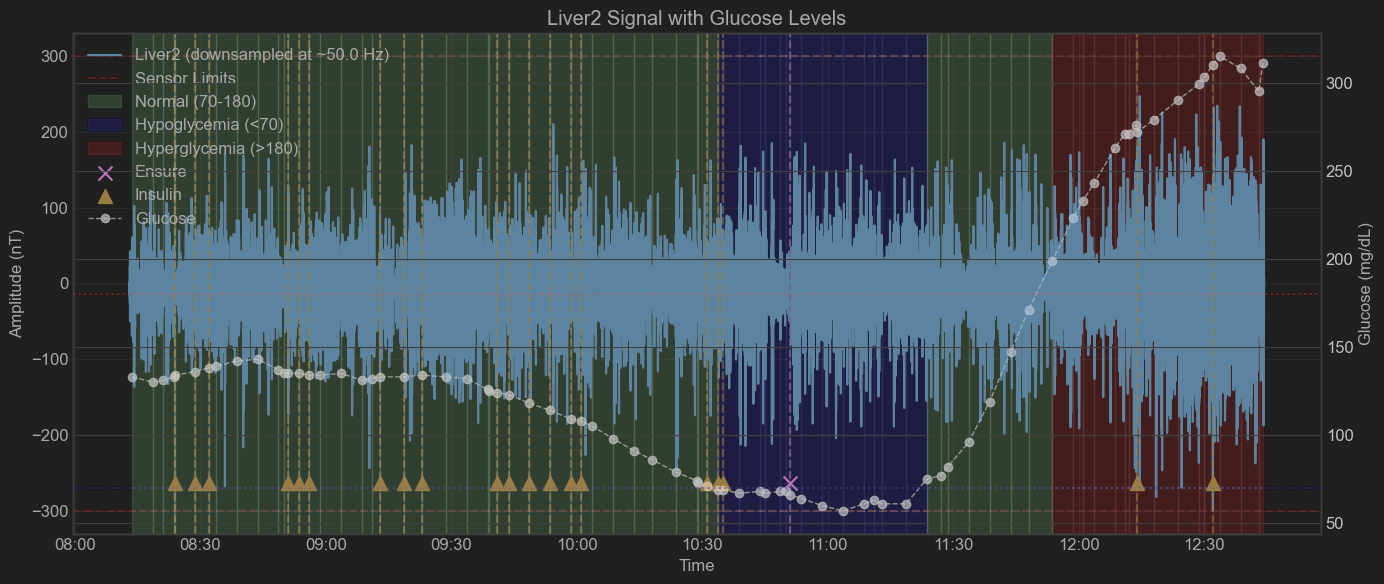 Liver2 Signal with Glucose Levels
Liver2 (downsampled at ~50.0 Hz)
Sensor Limits
Normal (70-180)
Hypoglycemia (<70)
Hyperglycemia (>180)
Ensure
Insulin
Glucose
Amplitude (nT)
300
200
100
0
−100
−200
−300
Glucose (mg/dL)
300
250
200
150
100
50
08:00 08:30 09:00 09:30 10:00 10:30 11:00 11:30 12:00 12:30
Time